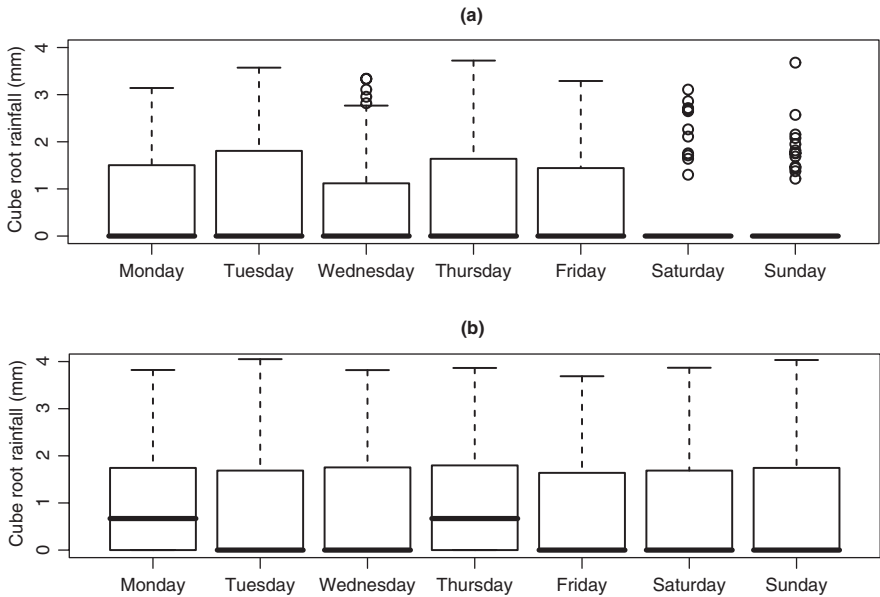 (a)
Cube root rainfall (mm)
4
3
2
1
0
Monday Tuesday Wednesday Thursday Friday Saturday Sunday
(b)
Cube root rainfall (mm)
4
3
2
1
0
Monday Tuesday Wednesday Thursday Friday Saturday Sunday